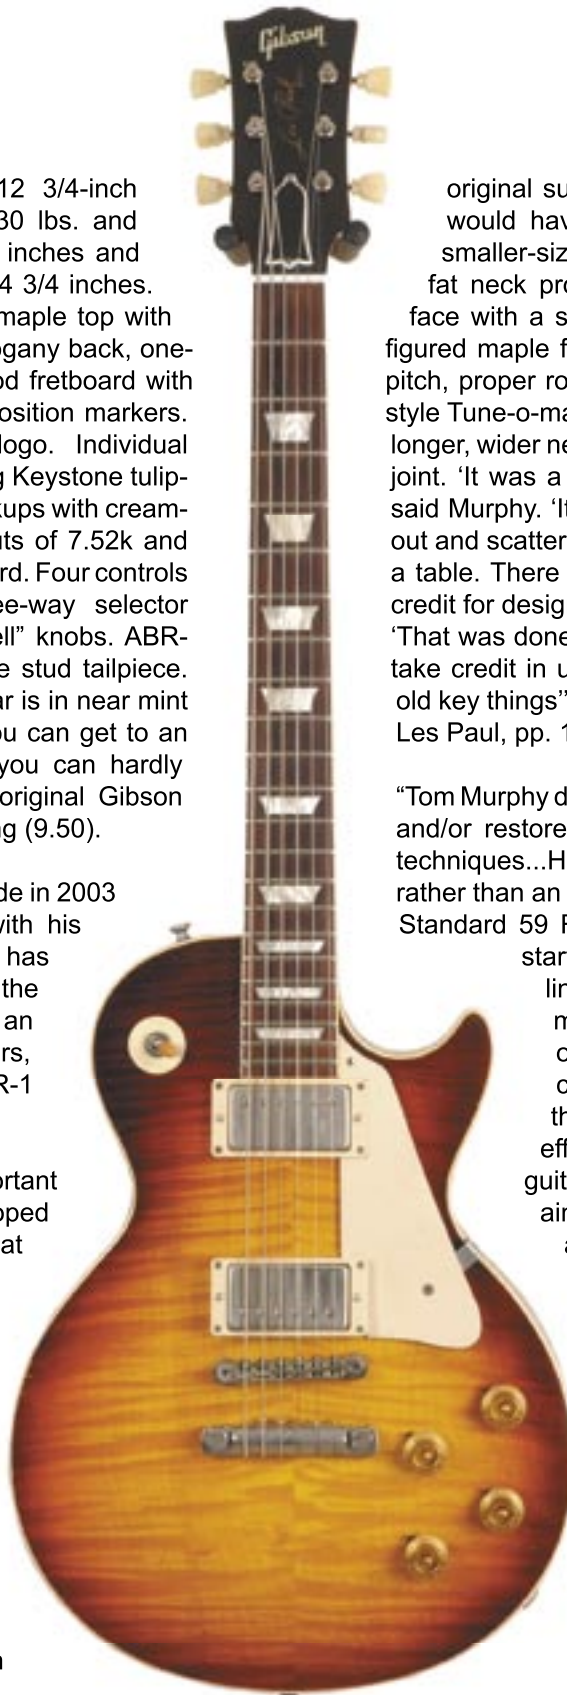 Gibson
Les Paul
12 3/4-inch
30 lbs. and
inches and
4 3/4 inches.
maple top with
ogany back, one-
od fretboard with
osition markers.
logo. Individual
g Keystone tulip-
kups with cream-
uts of 7.52k and
rd. Four controls
ee-way selector
ell” knobs. ABR-
e stud tailpiece.
ar is in near mint
ou can get to an
you can hardly
original Gibson
ng (9.50).
de in 2003
with his
has
the
an
rs,
R-1
ortant
pped
at
original su
would hav
smaller-siz
fat neck pro
face with a s
figured maple f
pitch, proper ro
style Tune-o-ma
longer, wider ne
joint. ‘It was a
said Murphy. ‘It
out and scatter
a table. There
credit for desig
‘That was done
take credit in u
old key things’”
Les Paul, pp. 1
“Tom Murphy d
and/or restore
techniques...H
rather than an
Standard 59 R
star
lin
m
o
c
th
eff
guit
air
a